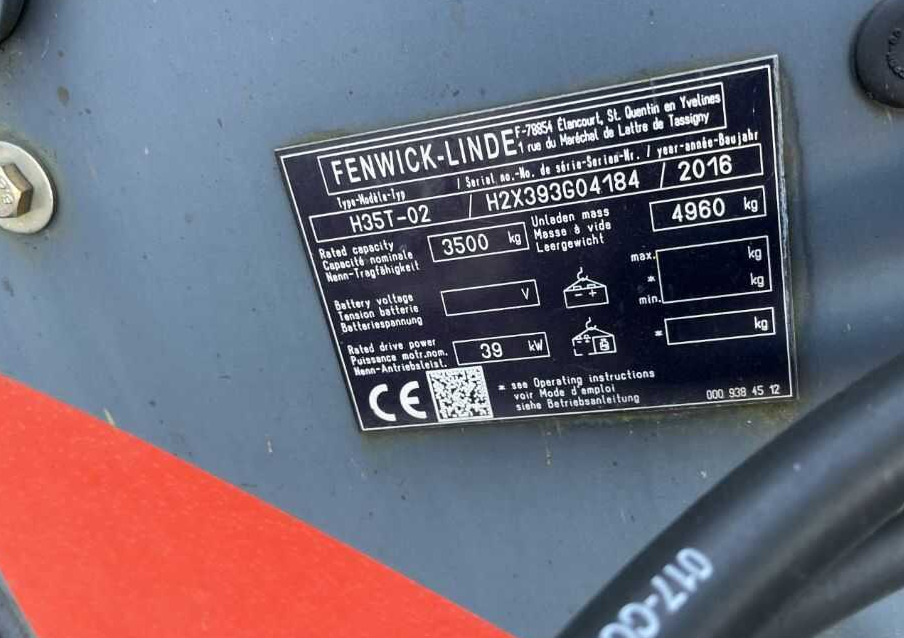 FENWICK-LINDE F-78854 Élancourt, St. Quentin en Yvelines
1 rue du Maréchal de Lattre de Tassigny
Type-Modèle-Typ / Serial no.-No. de série-Serien-Nr. / year-année-Baujahr
H35T-02 / H2X393G04184 / 2016
Rated capacity
Capacité nominale
Nenn-Tragfähigkeit
3500 kg
Unladen mass
Masse à vide
Leergewicht
4960 kg
Battery voltage
Tension batterie
Batteriespannung
V
- +
max. kg
* kg
min.
Rated drive power
Puissance motr.nom.
Nenn-Antriebsleist.
39 kW
* kg
CE
* see Operating instructions
voir Mode d'emploi
siehe Betriebsanleitung
000 938 45 12